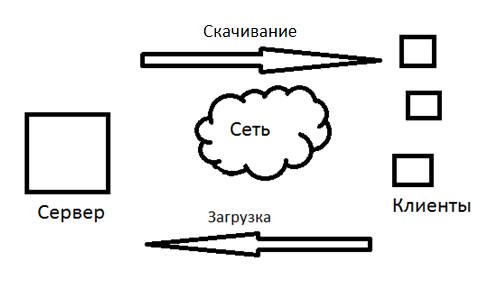 Скачивание
Сеть
Сервер
Клиенты
Загрузка